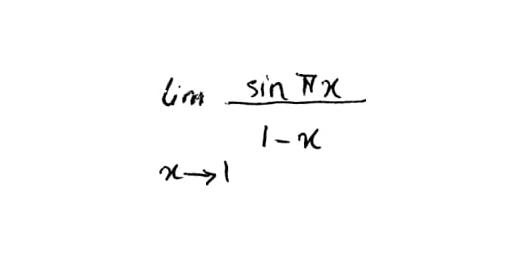 lim sin πx
1-x
x→1